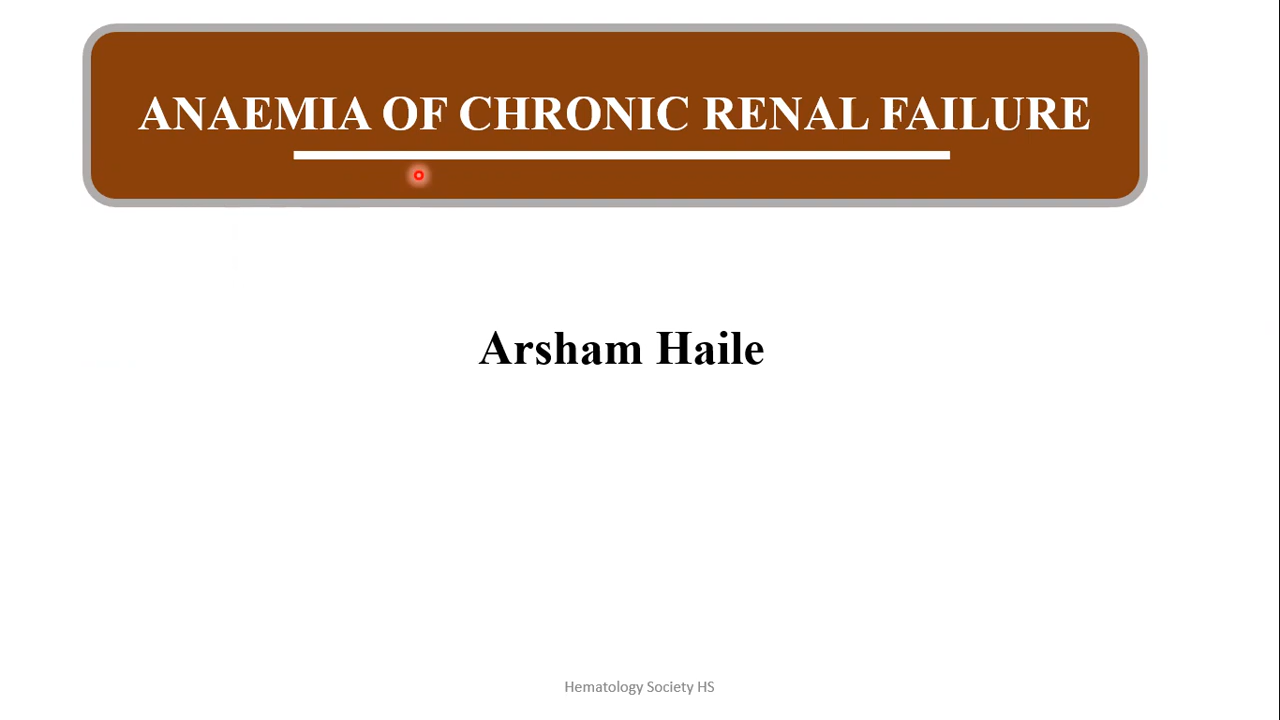 ANAEMIA OF CHRONIC RENAL FAILURE
Arsham Haile
Hematology Society HS